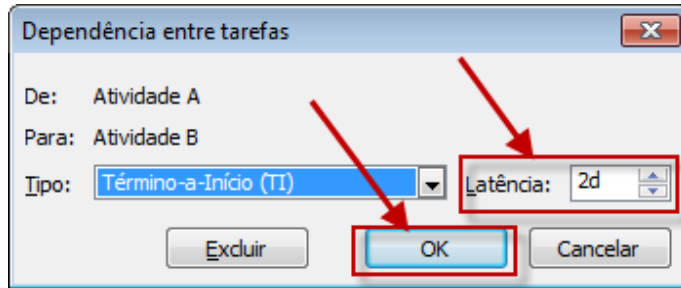 Dependência entre tarefas
De: Atividade A
Para: Atividade B
Tipo: Término-a-Início (TI) Latência: 2d
Excluir OK Cancelar